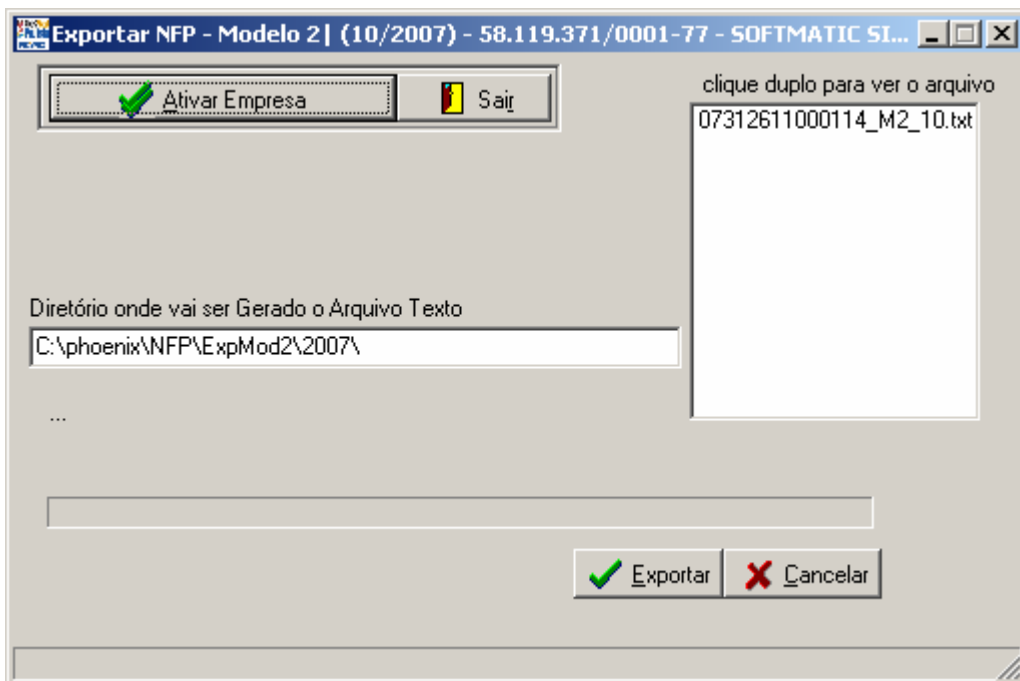 Exportar NFP - Modelo 2| (10/2007) - 58.119.371/0001-77 - SOFTMATIC SI...
Ativar Empresa
Sair
clique duplo para ver o arquivo
07312611000114_M2_10.txt
Diretório onde vai ser Gerado o Arquivo Texto
C:\phoenix\NFP\ExpMod2\2007\
...
Exportar
Cancelar